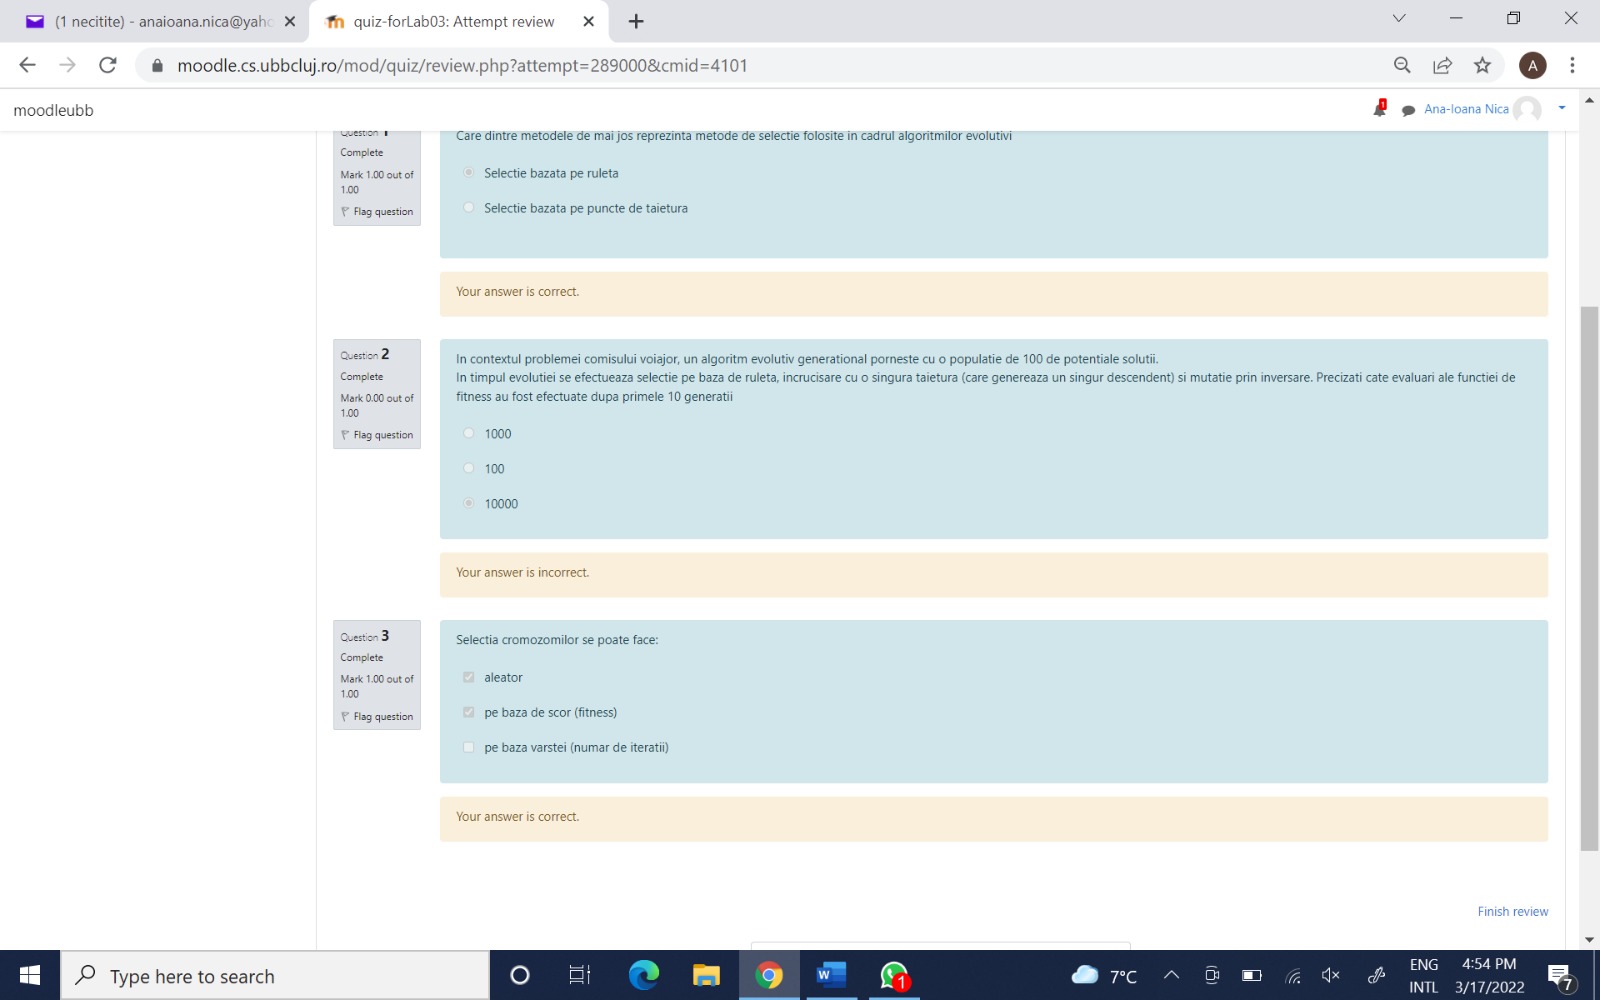 (1 necitite) - anaioana.nica@yaho
quiz-forLab03: Attempt review
moodle.cs.ubbcluj.ro/mod/quiz/review.php?attempt=289000&cmid=4101
A
moodleubb
1
Ana-Ioana Nica
Question 1
Complete
Mark 1.00 out of
1.00
Flag question
Care dintre metodele de mai jos reprezinta metode de selectie folosite in cadrul algoritmilor evolutivi
Selectie bazata pe ruleta
Selectie bazata pe puncte de taietura
Your answer is correct.
Question 2
Complete
Mark 0.00 out of
1.00
Flag question
In contextul problemei comisului voiajor, un algoritm evolutiv generational porneste cu o populatie de 100 de potentiale solutii.
In timpul evolutiei se efectueaza selectie pe baza de ruleta, incrucisare cu o singura taietura (care genereaza un singur descendent) si mutatie prin inversare. Precizati cate evaluari ale functiei de
fitness au fost efectuate dupa primele 10 generatii
1000
100
10000
Your answer is incorrect.
Question 3
Complete
Mark 1.00 out of
1.00
Flag question
Selectia cromozomilor se poate face:
aleator
pe baza de scor (fitness)
pe baza varstei (numar de iteratii)
Your answer is correct.
Finish review
Type here to search
W
1
7°C
ENG
INTL
4:54 PM
3/17/2022
7